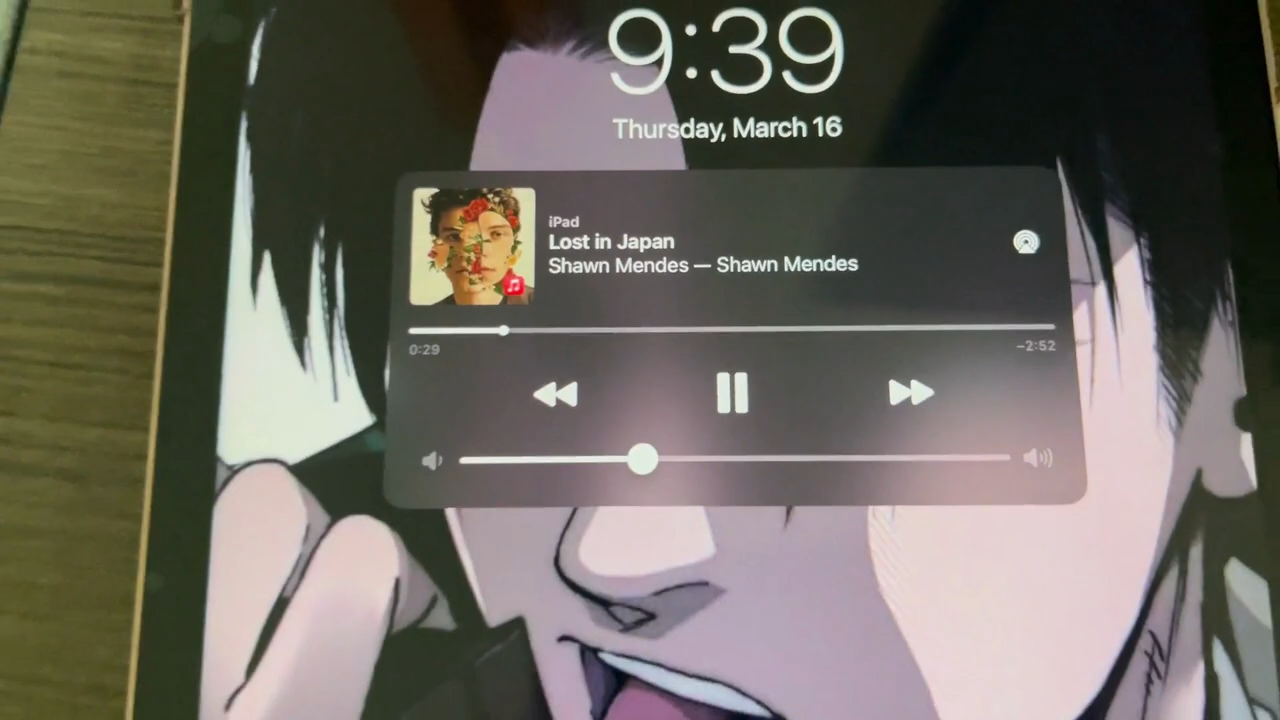 9:39
Thursday, March 16
iPad
Lost in Japan
Shawn Mendes — Shawn Mendes
0:29
-2:52